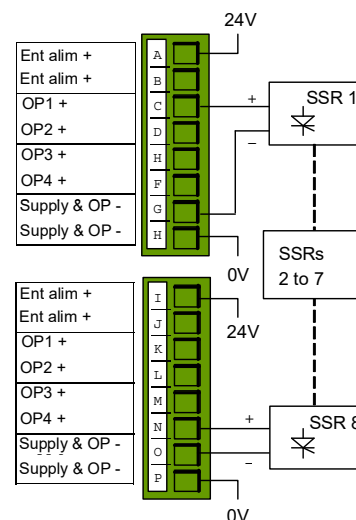 24V
Ent alim + A
Ent alim + B
OP1 + C + SSR 1
OP2 + D
OP3 + H –
OP4 + F
Supply & OP - G
Supply & OP - H
0V
SSRs
2 to 7
Ent alim + I
Ent alim + J 24V
OP1 + K
OP2 + L
OP3 + M
OP4 + N + SSR 8
Supply & OP - O –
Supply & OP - P
0V